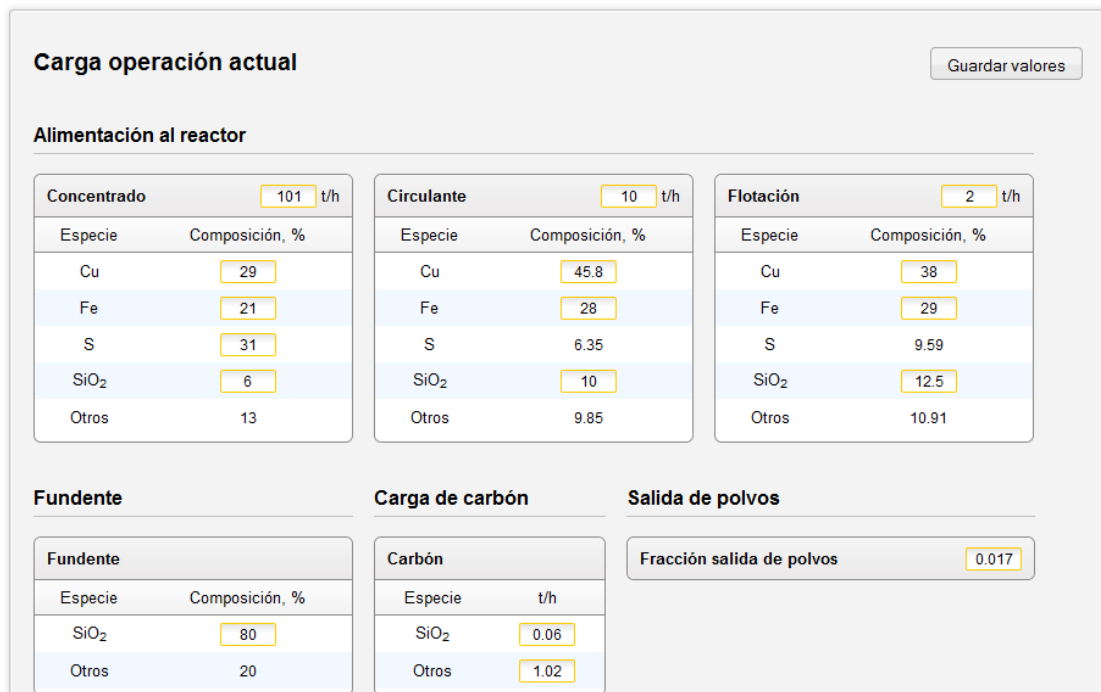 Carga operación actual
Guardar valores
Alimentación al reactor
Concentrado 101 t/h
Especie Composición, %
Cu 29
Fe 21
S 31
SiO2 6
Otros 13
Circulante 10 t/h
Especie Composición, %
Cu 45.8
Fe 28
S 6.35
SiO2 10
Otros 9.85
Flotación 2 t/h
Especie Composición, %
Cu 38
Fe 29
S 9.59
SiO2 12.5
Otros 10.91
Fundente
Fundente
Especie Composición, %
SiO2 80
Otros 20
Carga de carbón
Carbón
Especie t/h
SiO2 0.06
Otros 1.02
Salida de polvos
Fracción salida de polvos 0.017